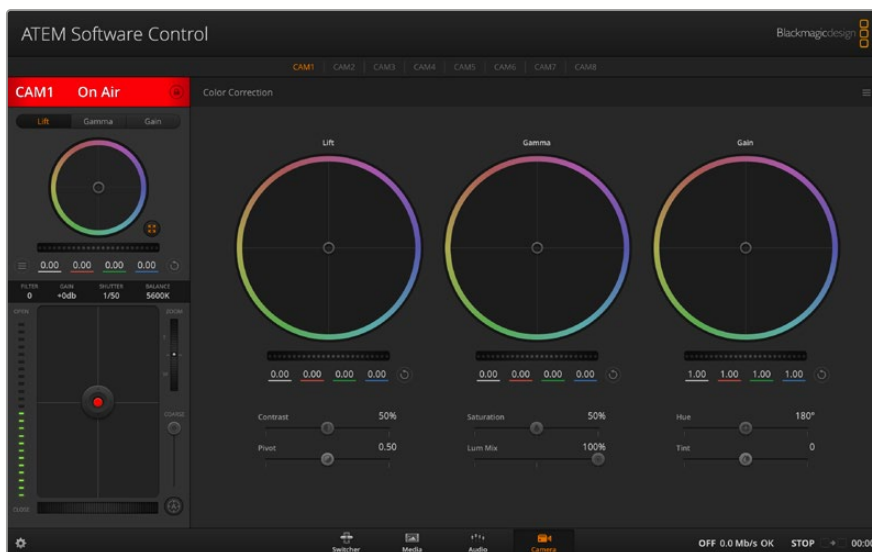 ATEM Software Control
Blackmagicdesign
CAM1 CAM2 CAM3 CAM4 CAM5 CAM6 CAM7 CAM8
CAM1 On Air
Color Correction
Lift Gamma Gain
Lift Gamma Gain
0.00 0.00 0.00 0.00
FILTER GAIN SHUTTER BALANCE
0 +0db 1/50 5600K
OPEN ZOOM
T
W
COARSE
CLOSE
0.00 0.00 0.00 0.00
0.00 0.00 0.00 0.00
1.00 1.00 1.00 1.00
Contrast 50% Saturation 50% Hue 180°
Pivot 0.50 Lum Mix 100% Tint 0
Switcher Media Audio Camera
OFF 0.0 Mb/s OK STOP